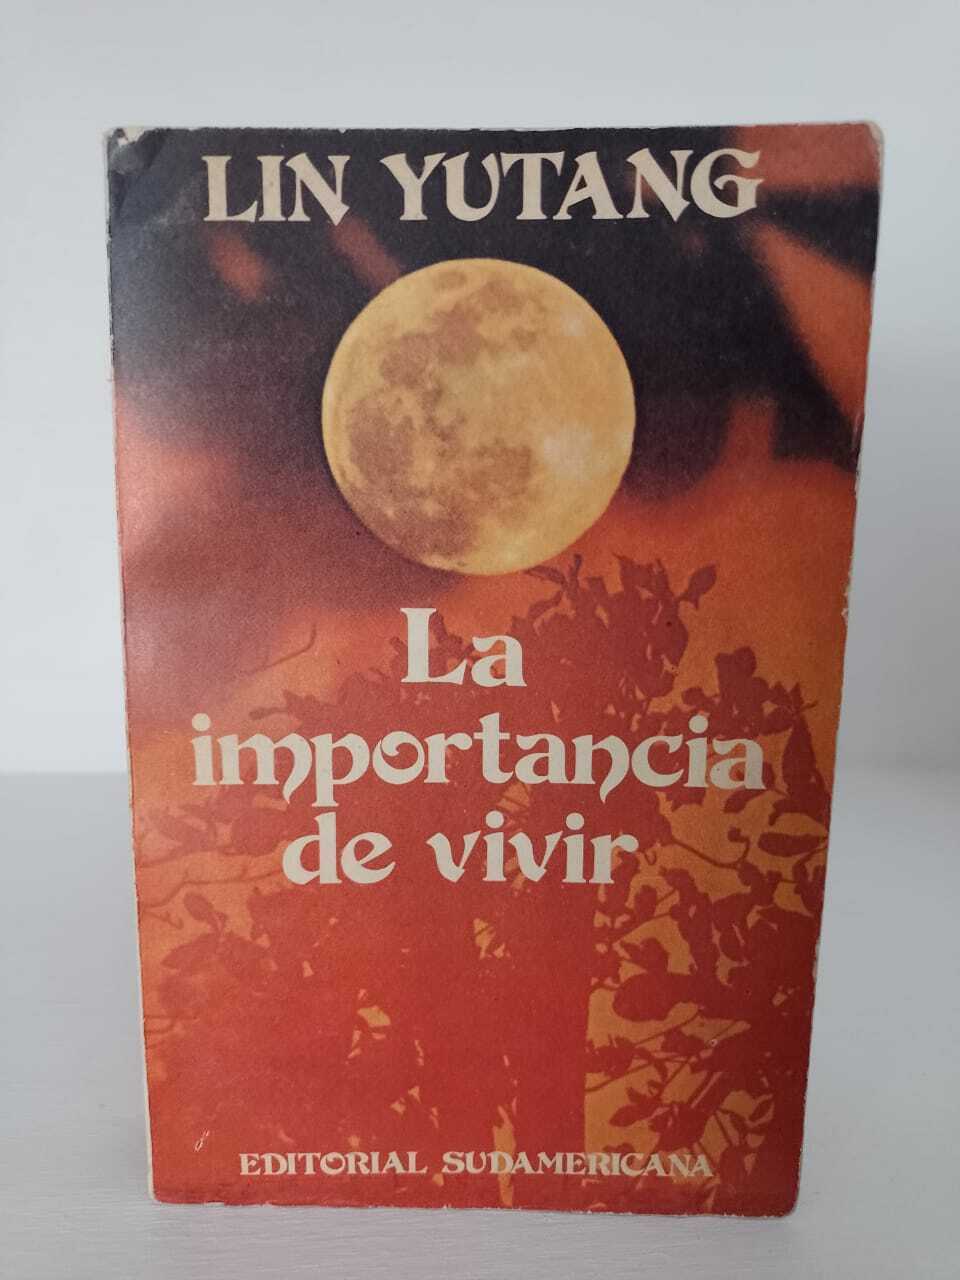 LIN YUTANG
La
importancia
de vivir
EDITORIAL SUDAMERICANA